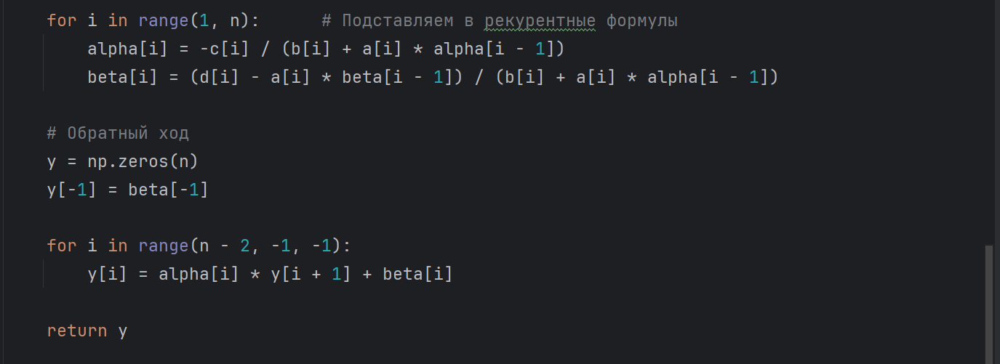 for i in range(1, n):      # Подставляем в рекурентные формулы
    alpha[i] = -c[i] / (b[i] + a[i] * alpha[i - 1])
    beta[i] = (d[i] - a[i] * beta[i - 1]) / (b[i] + a[i] * alpha[i - 1])

# Обратный ход
y = np.zeros(n)
y[-1] = beta[-1]

for i in range(n - 2, -1, -1):
    y[i] = alpha[i] * y[i + 1] + beta[i]

return y